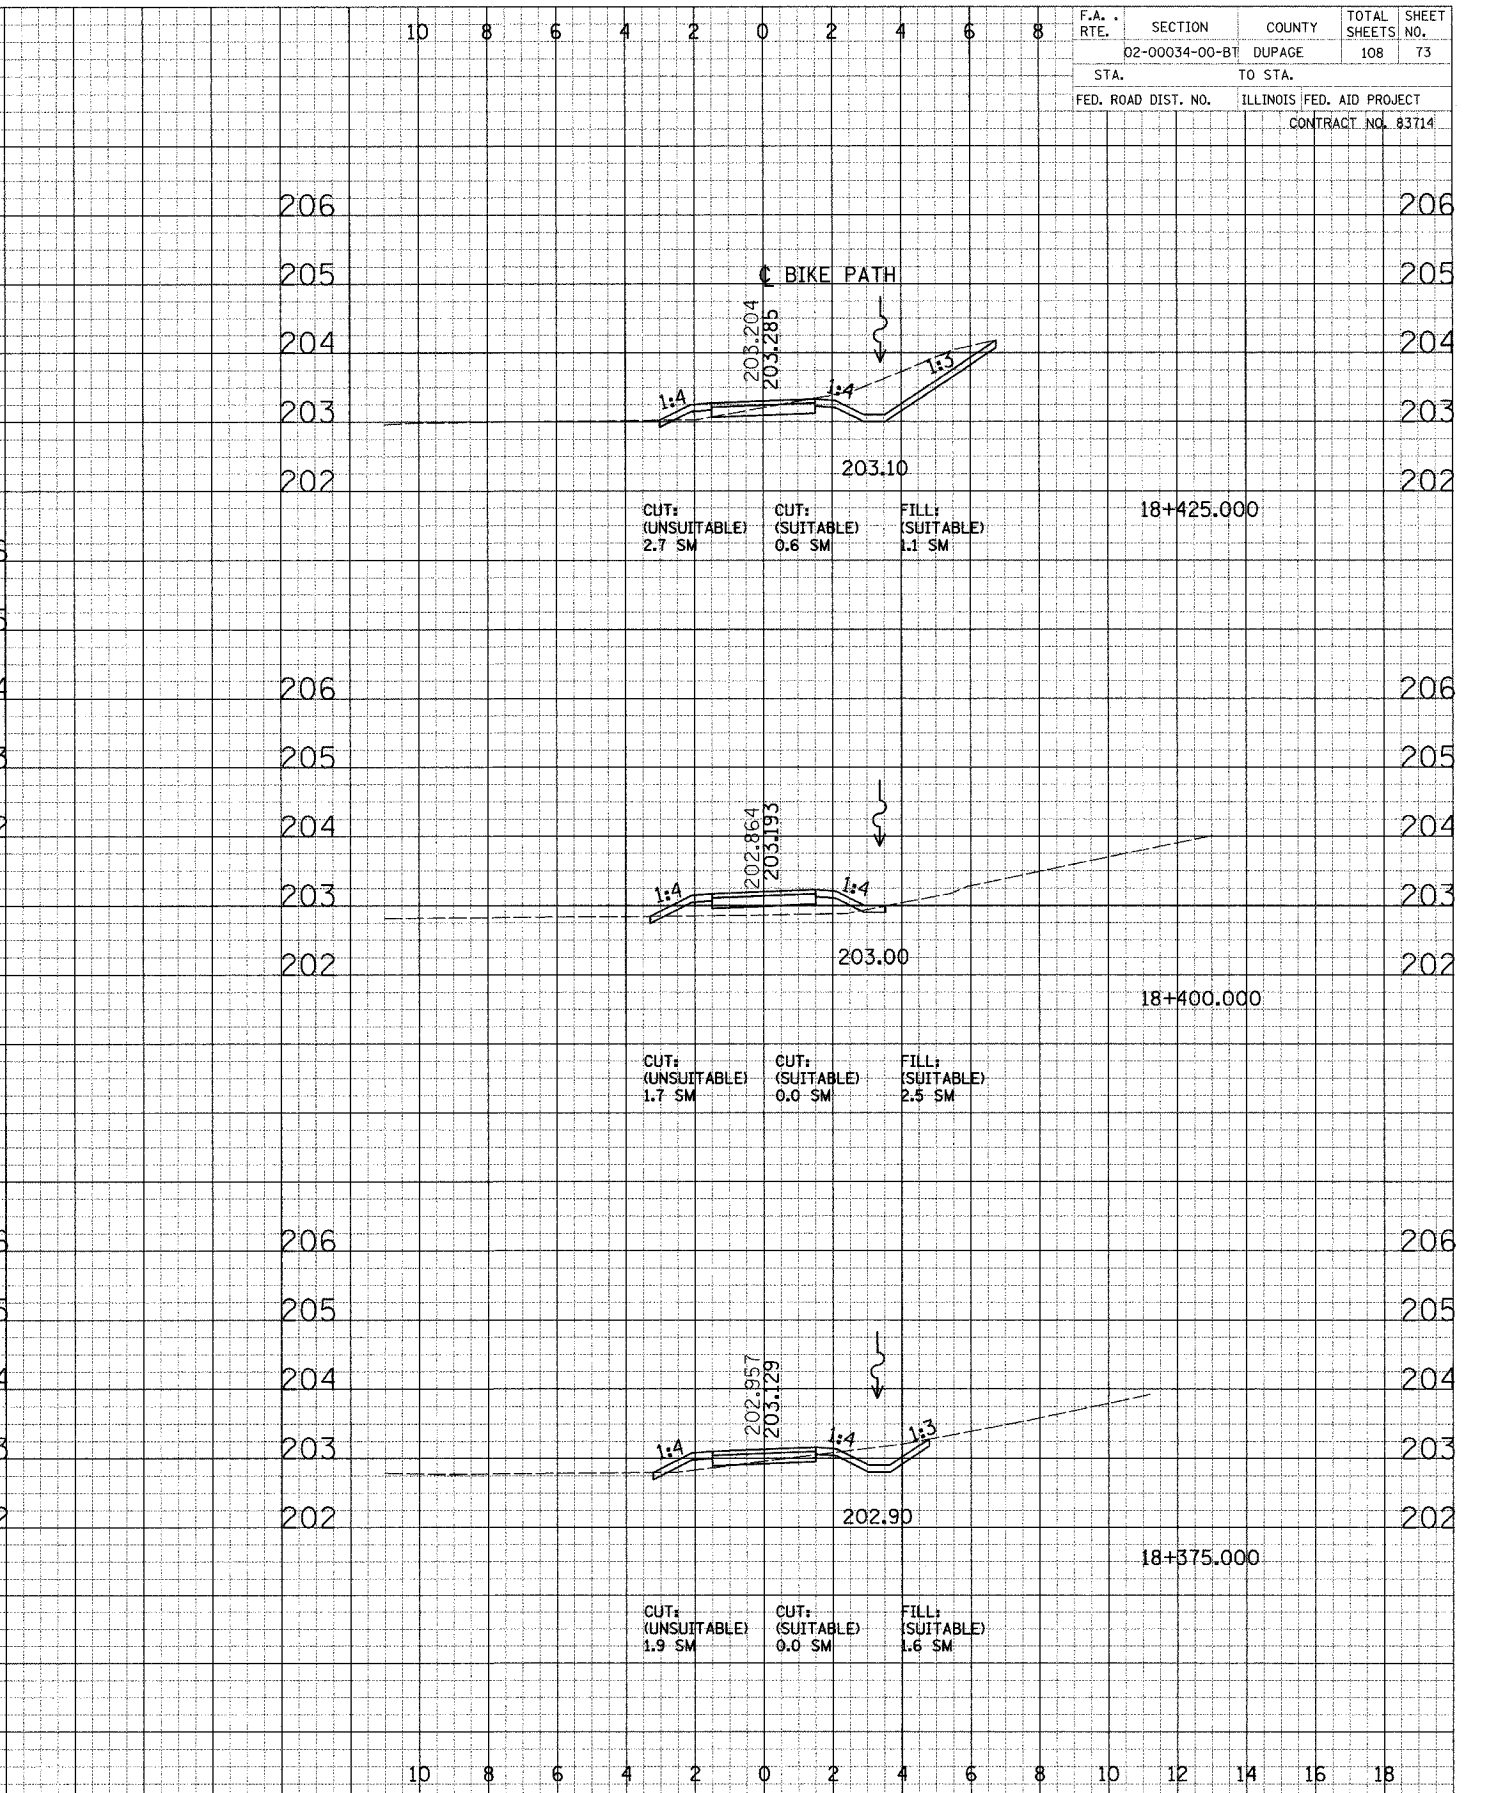 10 8 6 4 2 0 2 4 6 8
F.A. RTE. SECTION COUNTY TOTAL SHEETS SHEET NO.
02-00034-00-BT DUPAGE 108 73
STA. TO STA.
FED. ROAD DIST. NO. ILLINOIS FED. AID PROJECT
CONTRACT NO. 83714
206 206
205 205
℄ BIKE PATH
203.204
203.285
204 204
1:4 1:4 1:3
203 203
203.10
202 202
18+425.000
CUT: CUT: FILL:
(UNSUITABLE) (SUITABLE) (SUITABLE)
2.7 SM 0.6 SM 1.1 SM
206 206
205 205
202.864
203.193
204 204
1:4 1:4
203 203
203.00
202 202
18+400.000
CUT: CUT: FILL:
(UNSUITABLE) (SUITABLE) (SUITABLE)
1.7 SM 0.0 SM 2.5 SM
206 206
205 205
202.957
203.129
204 204
1:4 1:4 1:3
203 203
202.90
202 202
18+375.000
CUT: CUT: FILL:
(UNSUITABLE) (SUITABLE) (SUITABLE)
1.9 SM 0.0 SM 1.6 SM
10 8 6 4 2 0 2 4 6 8 10 12 14 16 18